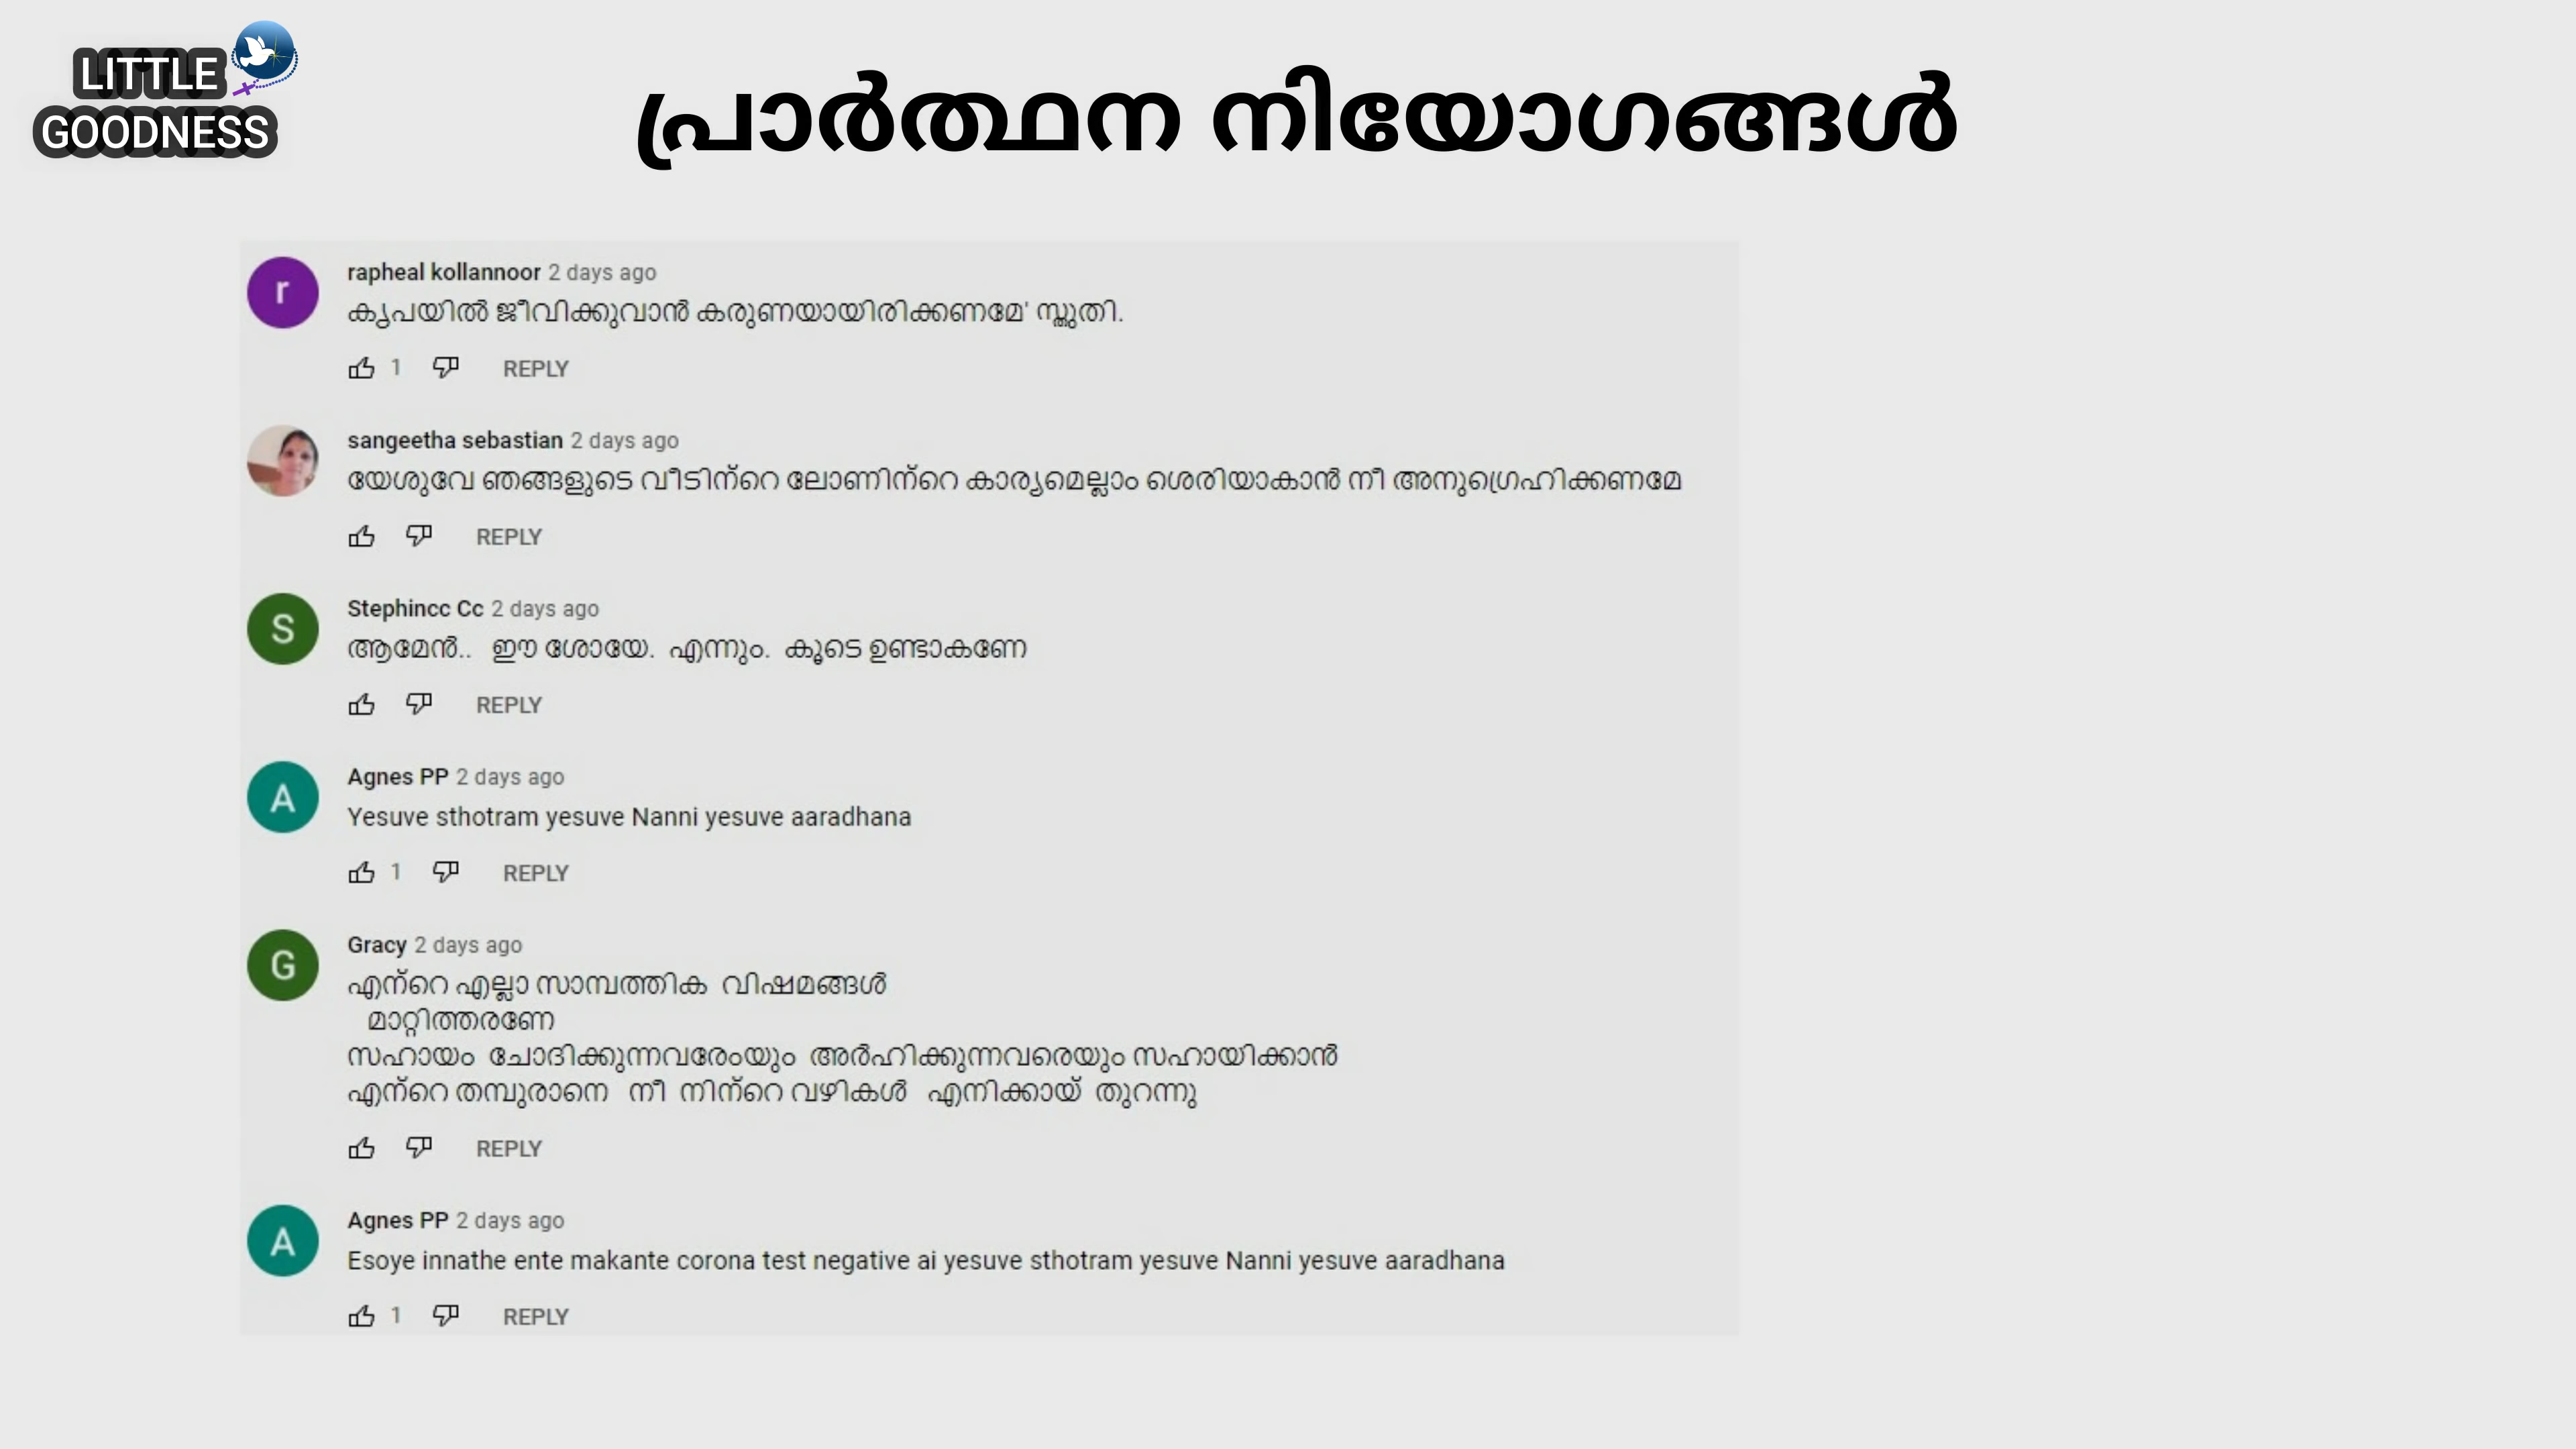 LITTLE
GOODNESS
പ്രാർത്ഥന നിയോഗങ്ങൾ
r
rapheal kollannoor 2 days ago
കൃപയിൽ ജീവിക്കുവാൻ കരുണയായിരിക്കണമേ' സ്തുതി.
1 REPLY
sangeetha sebastian 2 days ago
യേശുവേ ഞങ്ങളുടെ വീടിന്റെ ലോണിന്റെ കാര്യമെല്ലാം ശെരിയാകാൻ നീ അനുഗ്രെഹിക്കണമേ
REPLY
S
Stephincc Cc 2 days ago
ആമേൻ.. ഈ ശോയേ. എന്നും. കൂടെ ഉണ്ടാകണേ
REPLY
A
Agnes PP 2 days ago
Yesuve sthotram yesuve Nanni yesuve aaradhana
1 REPLY
G
Gracy 2 days ago
എന്റെ എല്ലാ സാമ്പത്തിക വിഷമങ്ങൾ
മാറ്റിത്തരണേ
സഹായം ചോദിക്കുന്നവരേംയും അർഹിക്കുന്നവരെയും സഹായിക്കാൻ
എന്റെ തമ്പുരാനെ നീ നിന്റെ വഴികൾ എനിക്കായ് തുറന്നു
REPLY
A
Agnes PP 2 days ago
Esoye innathe ente makante corona test negative ai yesuve sthotram yesuve Nanni yesuve aaradhana
1 REPLY